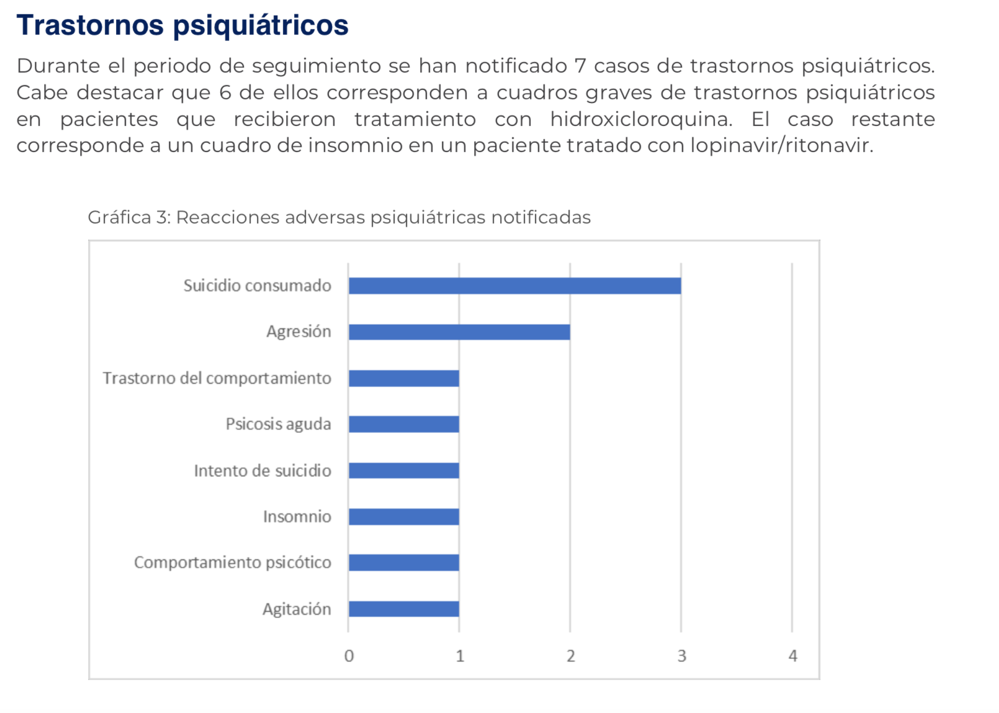 Trastornos psiquiátricos
Durante el periodo de seguimiento se han notificado 7 casos de trastornos psiquiátricos.
Cabe destacar que 6 de ellos corresponden a cuadros graves de trastornos psiquiátricos
en pacientes que recibieron tratamiento con hidroxicloroquina. El caso restante
corresponde a un cuadro de insomnio en un paciente tratado con lopinavir/ritonavir.
Gráfica 3: Reacciones adversas psiquiátricas notificadas
Suicidio consumado
Agresión
Trastorno del comportamiento
Psicosis aguda
Intento de suicidio
Insomnio
Comportamiento psicótico
Agitación
0 1 2 3 4